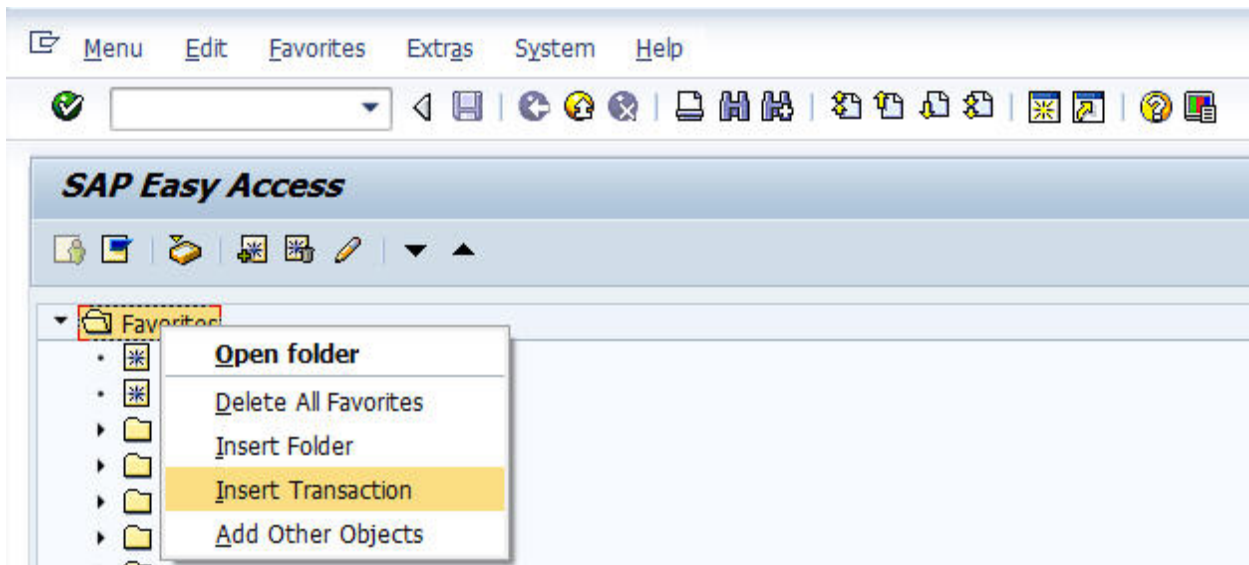 Menu Edit Favorites Extras System Help
SAP Easy Access
Favorites
Open folder
Delete All Favorites
Insert Folder
Insert Transaction
Add Other Objects